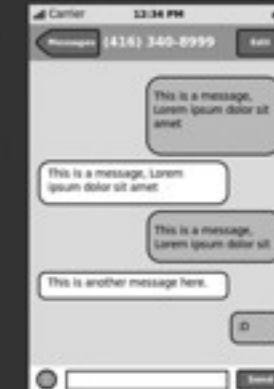 Carrier
12:34 PM
Messages
(416) 340-8999
Edit
This is a message,
Lorem ipsum dolor sit
amet
This is a message, Lorem
ipsum dolor sit amet
This is a message,
Lorem ipsum dolor sit
This is another message here.
:D
Send